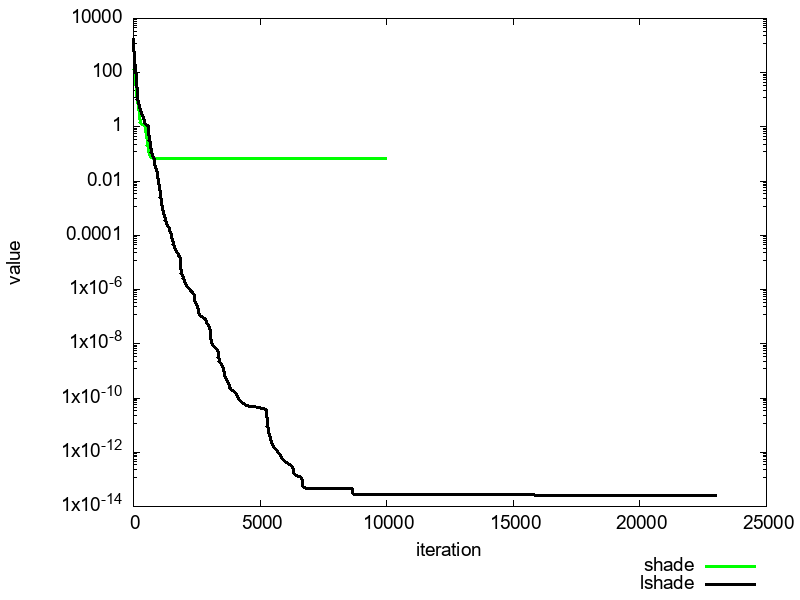 10000
100
1
0.01
0.0001
1x10⁻⁶
1x10⁻⁸
1x10⁻¹⁰
1x10⁻¹²
1x10⁻¹⁴
value
0 5000 10000 15000 20000 25000
iteration
shade
lshade